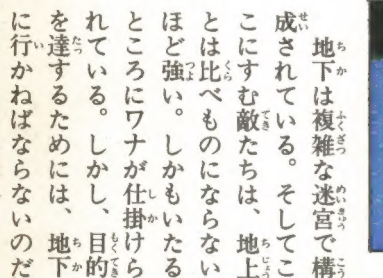 地下は複雑な迷宮で構
成されている。そしてこ
こにすむ敵たちは、地上
とは比べものにならない
ほど強い。しかもいたる
ところにワナが仕掛けら
れている。しかし、目的
を達するためには、地下
に行かねばならないのだ